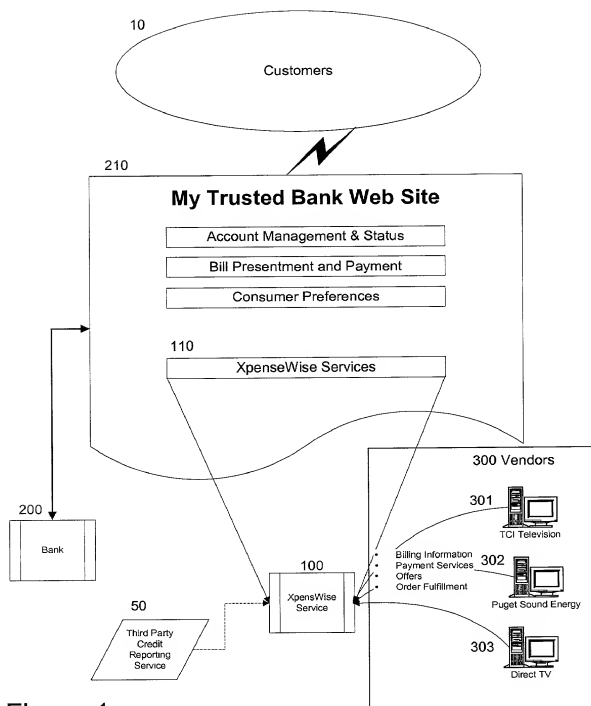 10
Customers
210
My Trusted Bank Web Site
Account Management & Status
Bill Presentment and Payment
Consumer Preferences
110
XpenseWise Services
300 Vendors
301
TCI Television
200
Bank
• Billing Information
• Payment Services
• Offers
• Order Fulfillment
302
Puget Sound Energy
100
XpensWise
Service
50
Third Party
Credit
Reporting
Service
303
Direct TV